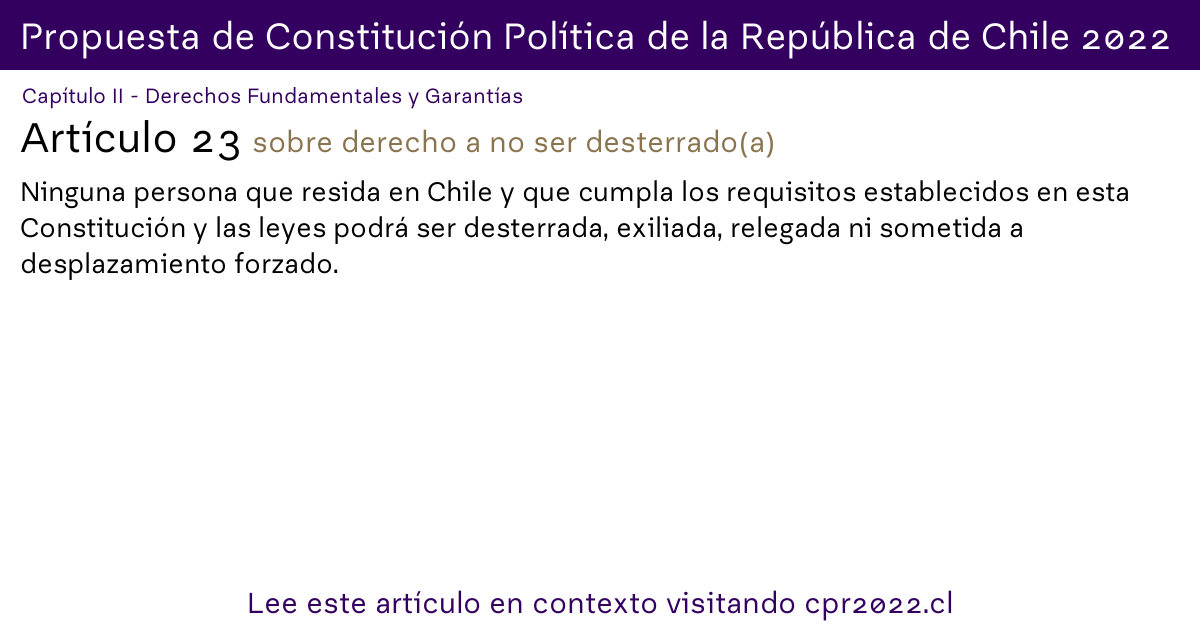 Propuesta de Constitución Política de la República de Chile 2022
Capítulo II - Derechos Fundamentales y Garantías
Artículo 23 sobre derecho a no ser desterrado(a)
Ninguna persona que resida en Chile y que cumpla los requisitos establecidos en esta
Constitución y las leyes podrá ser desterrada, exiliada, relegada ni sometida a
desplazamiento forzado.
Lee este artículo en contexto visitando cpr2022.cl